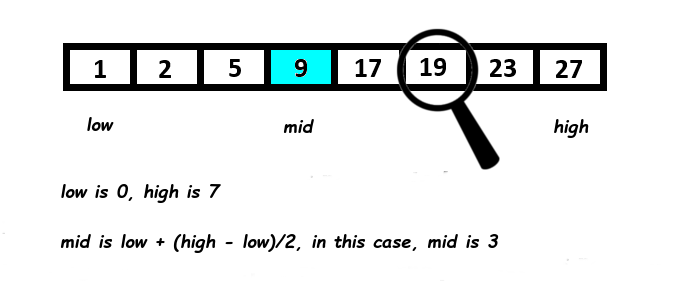 1 2 5 9 17 19 23 27
low mid high
low is 0, high is 7
mid is low + (high - low)/2, in this case, mid is 3